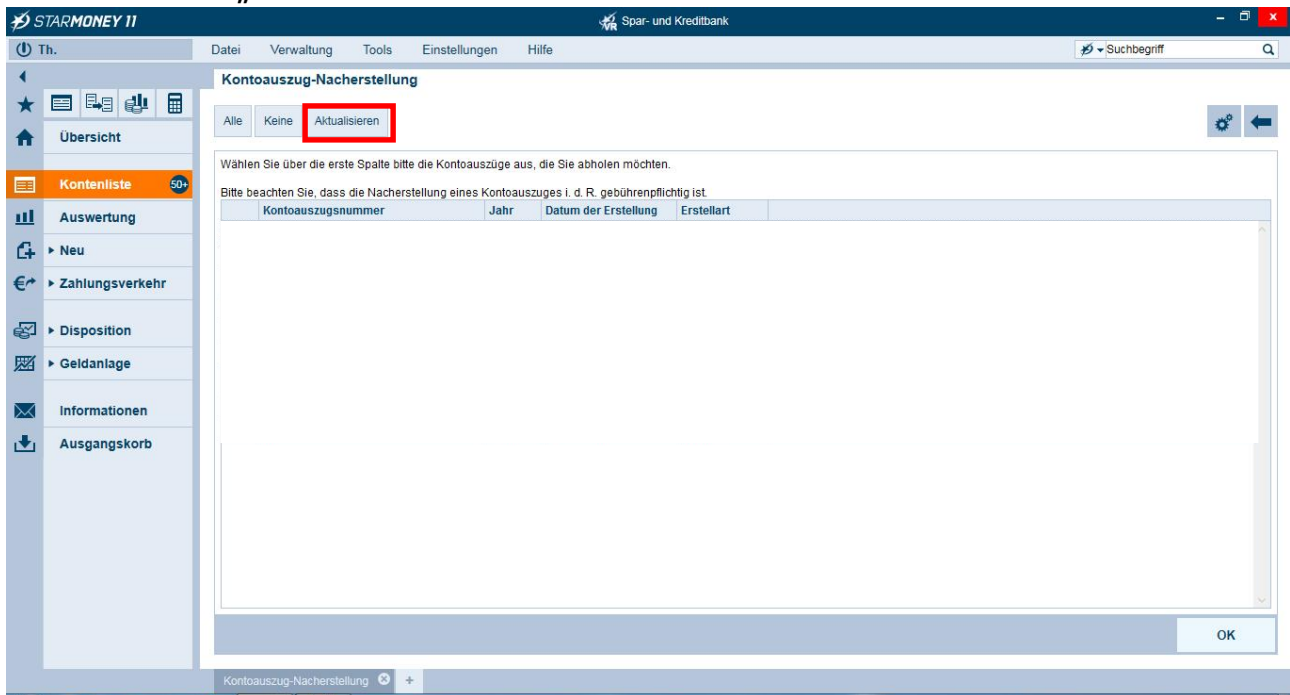 „
STARMONEY 11
VR Spar- und Kreditbank
Th.
Datei Verwaltung Tools Einstellungen Hilfe
Suchbegriff
Kontoauszug-Nacherstellung
Alle Keine Aktualisieren
Übersicht
Kontenliste 50+
Auswertung
Neu
Zahlungsverkehr
Disposition
Geldanlage
Informationen
Ausgangskorb
Wählen Sie über die erste Spalte bitte die Kontoauszüge aus, die Sie abholen möchten.
Bitte beachten Sie, dass die Nacherstellung eines Kontoauszuges i. d. R. gebührenpflichtig ist.
Kontoauszugsnummer Jahr Datum der Erstellung Erstellart
OK
Kontoauszug-Nacherstellung +